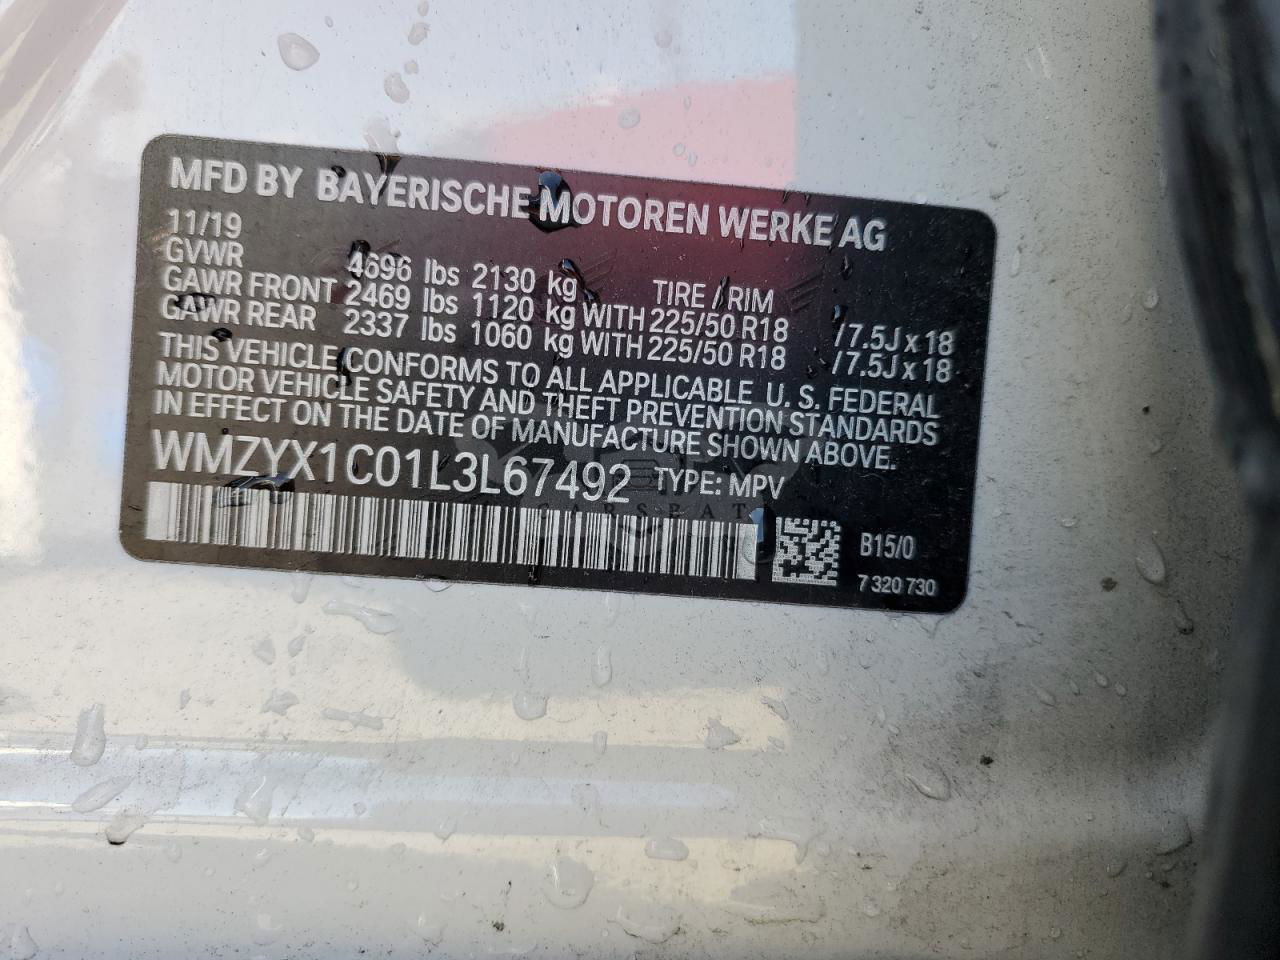 MFD BY BAYERISCHE MOTOREN WERKE AG
11/19
GVWR 4696 lbs 2130 kg TIRE / RIM
GAWR FRONT 2469 lbs 1120 kg WITH 225/50 R18 /7.5J x 18
GAWR REAR 2337 lbs 1060 kg WITH 225/50 R18 /7.5J x 18
THIS VEHICLE CONFORMS TO ALL APPLICABLE U. S. FEDERAL
MOTOR VEHICLE SAFETY AND THEFT PREVENTION STANDARDS
IN EFFECT ON THE DATE OF MANUFACTURE SHOWN ABOVE.
WMZYX1C01L3L67492 TYPE: MPV
CARSEAT
B15/0
7 320 730